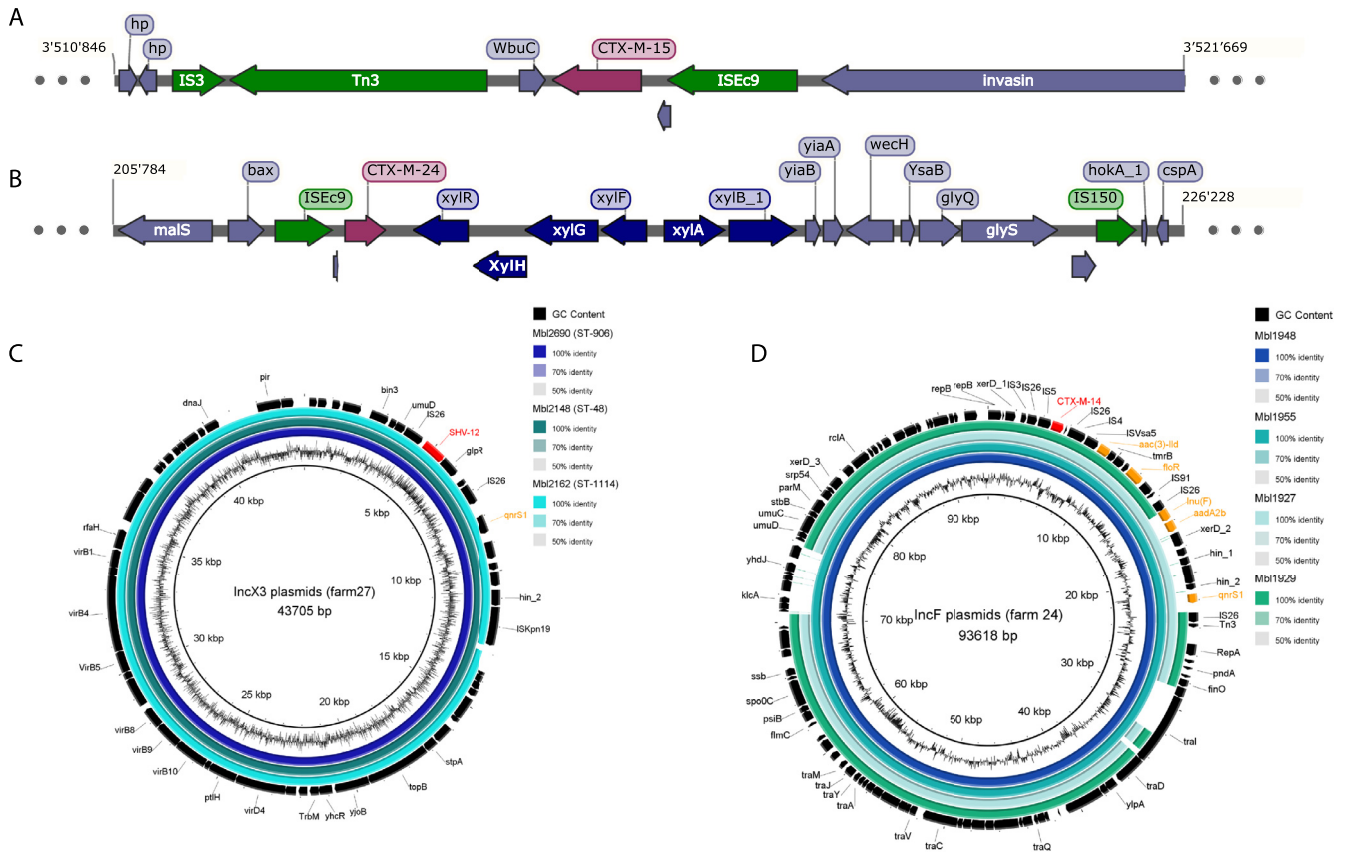 A
hp
hp
WbuC
CTX-M-15
3'510'846
3'521'669
IS3
Tn3
ISEc9
invasin
B
205'784
bax
ISEc9
CTX-M-24
xylR
xylF
xylB_1
yiaB
yiaA
wecH
YsaB
glyQ
hokA_1
IS150
cspA
226'228
malS
xylG
xylA
glyS
XylH
C
GC Content
Mbl2690 (ST-906)
100% identity
70% identity
50% identity
Mbl2148 (ST-48)
100% identity
70% identity
50% identity
Mbl2162 (ST-1114)
100% identity
70% identity
50% identity
pir
bin3
umuD
IS26
SHV-12
glpR
IS26
qnrS1
hin_2
ISKpn19
stpA
topB
yjoB
yhcR
TrbM
virD4
ptlH
virB10
virB9
virB8
VirB5
virB4
virB1
rfaH
dnaJ
5 kbp
10 kbp
15 kbp
20 kbp
25 kbp
30 kbp
35 kbp
40 kbp
IncX3 plasmids (farm27)
43705 bp
D
GC Content
Mbl1948
100% identity
70% identity
50% identity
Mbl1955
100% identity
70% identity
50% identity
Mbl1927
100% identity
70% identity
50% identity
Mbl1929
100% identity
70% identity
50% identity
repB
repB
xerD_1
IS3
IS26
IS5
CTX-M-14
IS26
IS4
ISVsa5
aac(3)-IId
tmrB
floR
IS91
IS26
lnu(F)
aadA2b
xerD_2
hin_1
hin_2
qnrS1
IS26
Tn3
RepA
pndA
finO
traI
traD
ylpA
traQ
traC
traV
traA
traY
traJ
traM
flmC
psiB
spo0C
ssb
klcA
yhdJ
umuD
umuC
stbB
parM
srp54
xerD_3
rclA
10 kbp
20 kbp
30 kbp
40 kbp
50 kbp
60 kbp
70 kbp
80 kbp
90 kbp
IncF plasmids (farm 24)
93618 bp